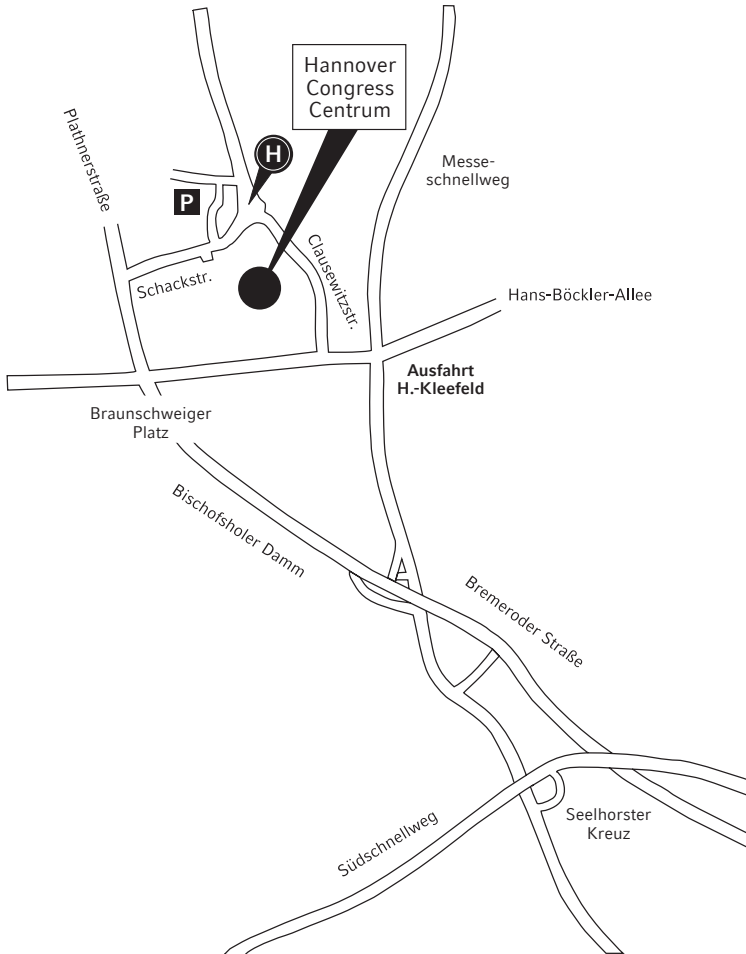 Hannover
Congress
Centrum
Plathnerstraße
H
Messe-
schnellweg
P
Schackstr.
Clausewitzstr.
Hans-Böckler-Allee
Ausfahrt
H.-Kleefeld
Braunschweiger
Platz
Bischofsholer Damm
Bremeroder Straße
Seelhorster
Kreuz
Südschnellweg